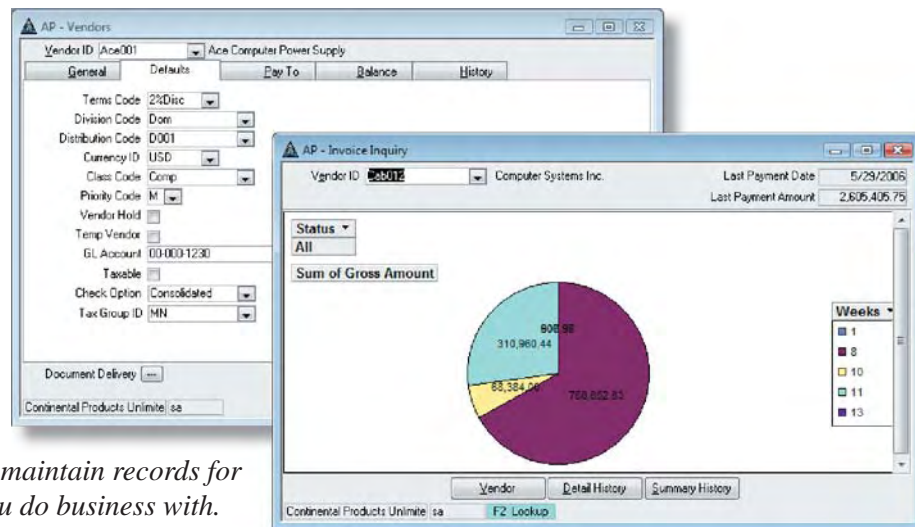 AP - Vendors
Vendor ID Ace001 Ace Computer Power Supply
General Defaults Pay To Balance History
Terms Code 2%Disc
Division Code Dom
Distribution Code D001
Currency ID USD
Class Code Comp
Priority Code M
Vendor Hold
Temp Vendor
GL Account 00-000-1230
Taxable
Check Option Consolidated
Tax Group ID MN
Document Delivery ...
Continental Products Unlimite sa
AP - Invoice Inquiry
Vendor ID Computer Systems Inc. Last Payment Date 5/29/2006
Last Payment Amount 2,605,405.75
Status
All
Sum of Gross Amount
310,960.44
Weeks
1
8
10
11
13
Vendor Detail History Summary History
Continental Products Unlimite sa F2 Lookup
maintain records for
u do business with.